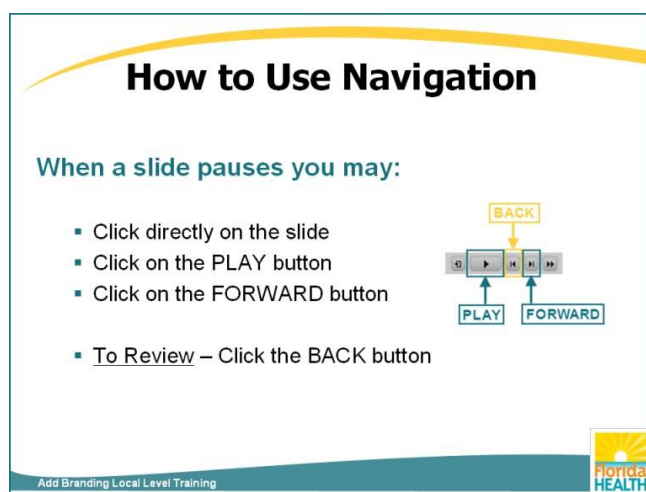 How to Use Navigation
When a slide pauses you may:
Click directly on the slide
Click on the PLAY button
Click on the FORWARD button
To Review – Click the BACK button
BACK
PLAY
FORWARD
Add Branding Local Level Training
Florida
HEALTH